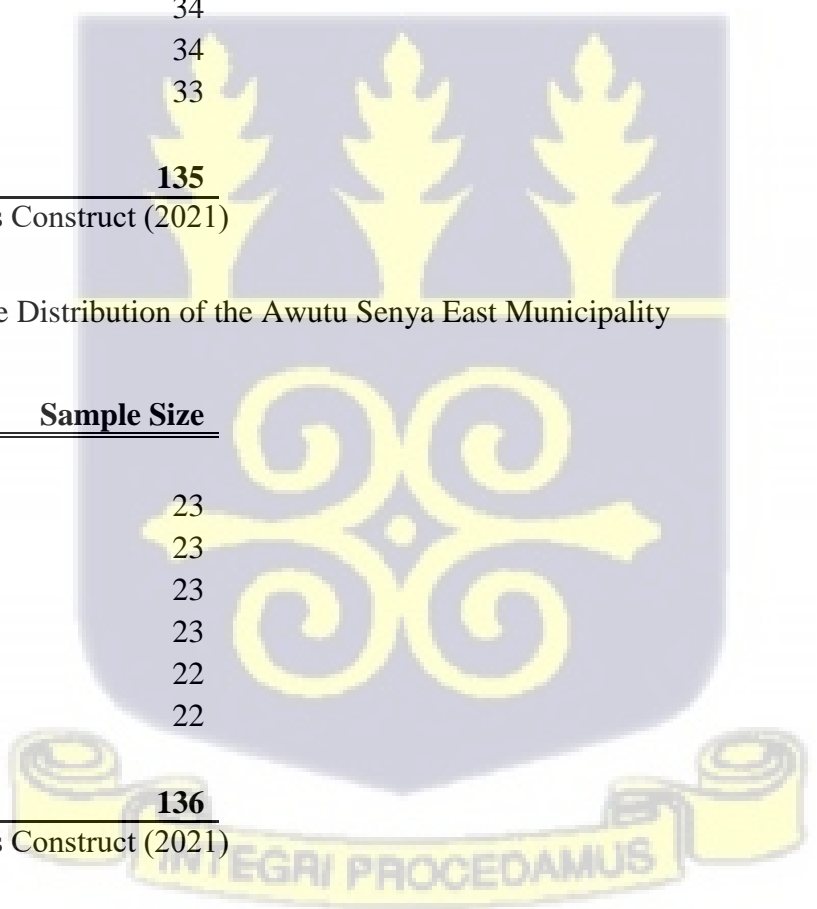 34
34
33
135
s Construct (2021)
e Distribution of the Awutu Senya East Municipality
Sample Size
23
23
23
23
22
22
136
s Construct (2021)
INTEGRI PROCEDAMUS